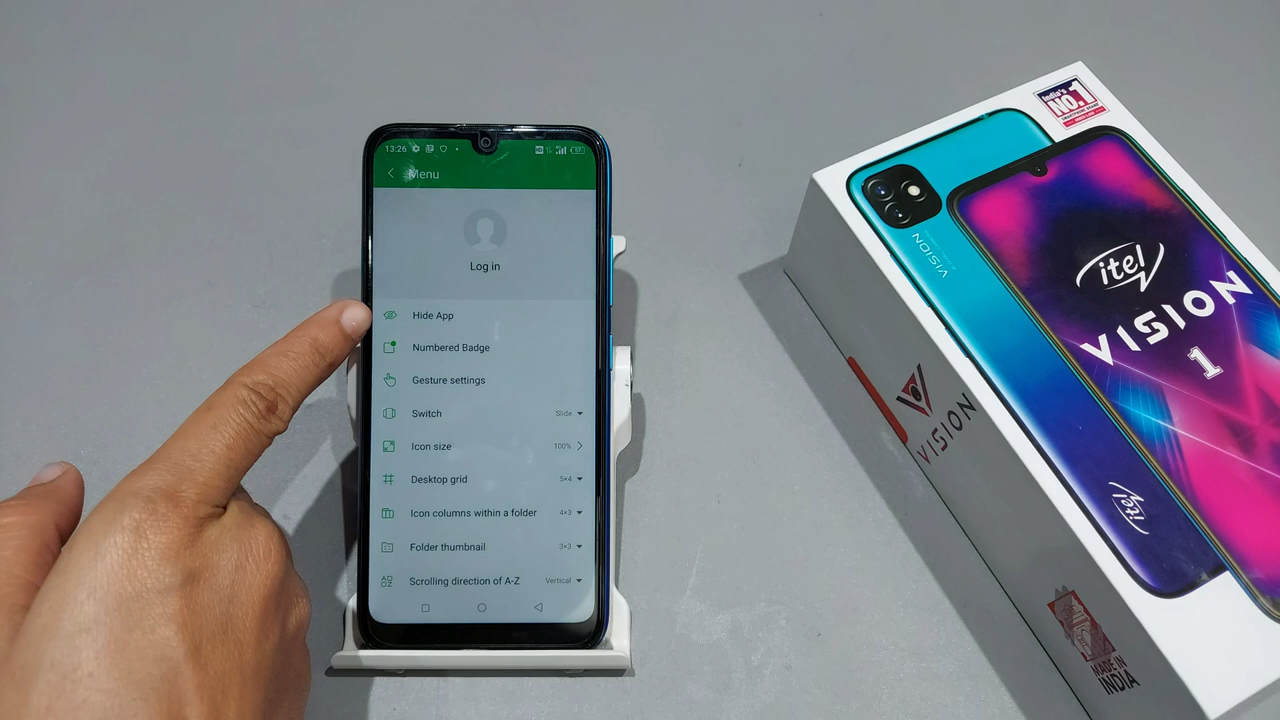 13:26
Menu
Log in
Hide App
Numbered Badge
Gesture settings
Switch Slide
Icon size 100%
Desktop grid 5×4
Icon columns within a folder 4×3
Folder thumbnail 3×3
Scrolling direction of A-Z Vertical
India's
NO.1
VISION
itel
VISION
1
VISION
itel
MADE IN
INDIA